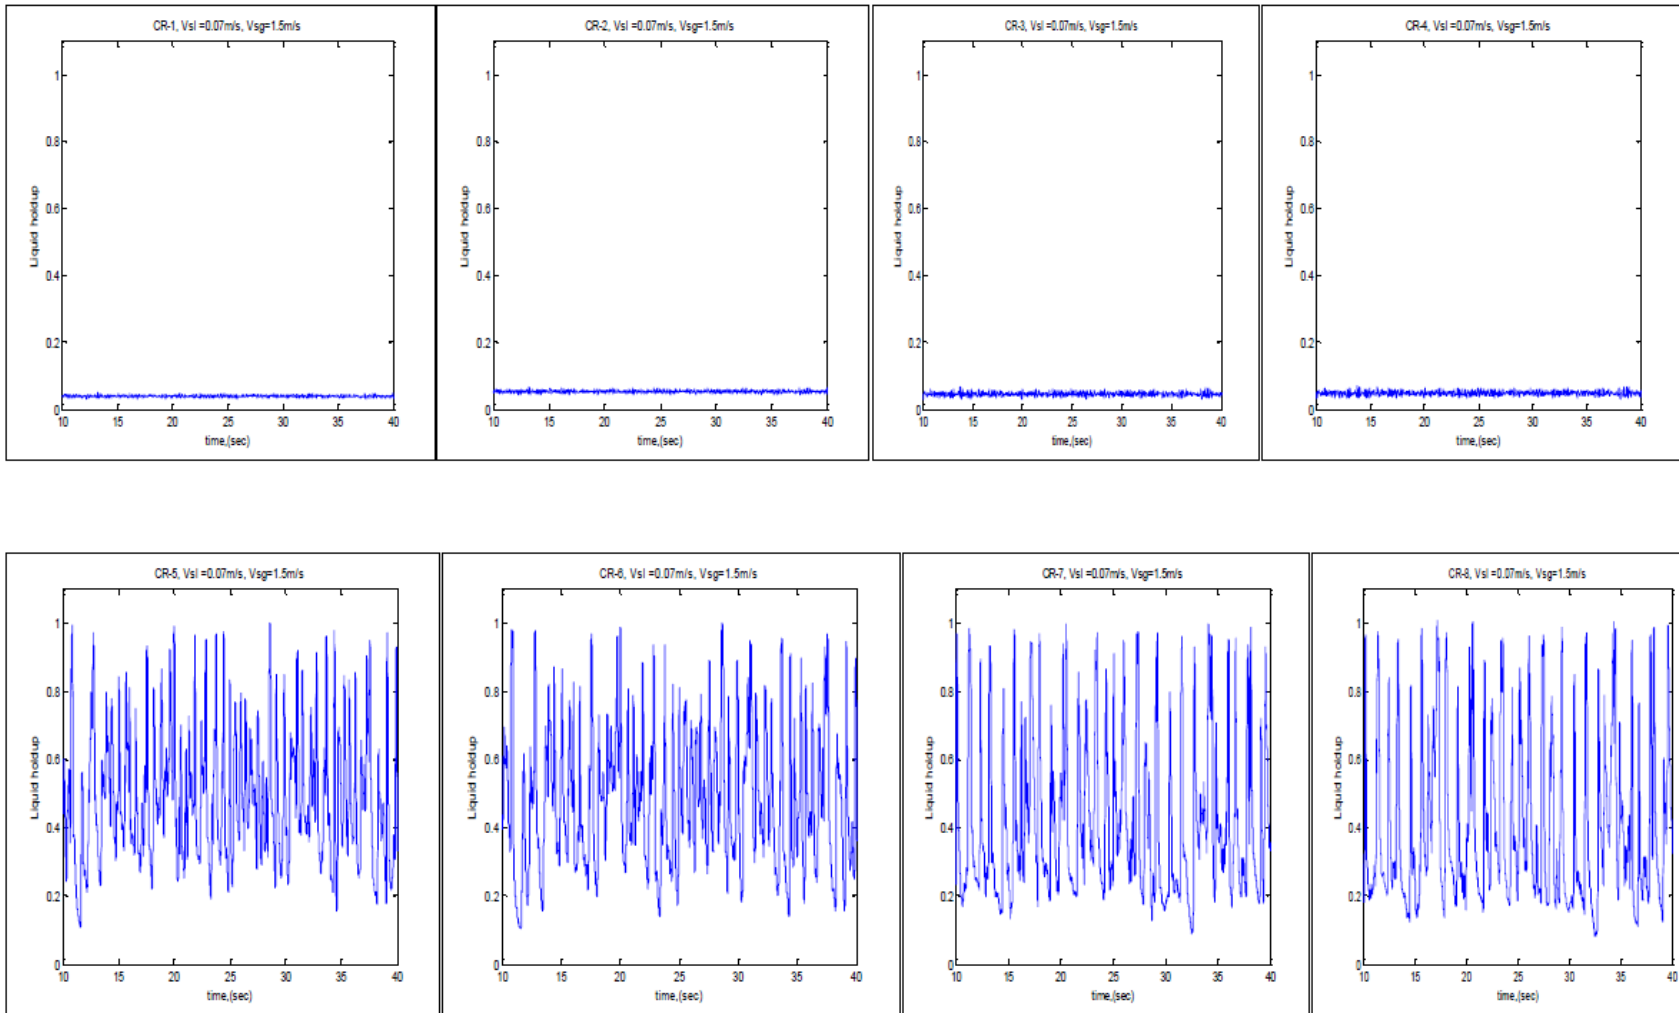 CR-1, Vsl =0.07m/s, Vsg=1.5m/s
1
0.8
0.6
0.4
0.2
0
Liquid holdup
10 15 20 25 30 35 40
time,(sec)
CR-2, Vsl =0.07m/s, Vsg=1.5m/s
1
0.8
0.6
0.4
0.2
0
Liquid holdup
10 15 20 25 30 35 40
time,(sec)
CR-3, Vsl =0.07m/s, Vsg=1.5m/s
1
0.8
0.6
0.4
0.2
0
Liquid holdup
10 15 20 25 30 35 40
time,(sec)
CR-4, Vsl =0.07m/s, Vsg=1.5m/s
1
0.8
0.6
0.4
0.2
0
Liquid holdup
10 15 20 25 30 35 40
time,(sec)
CR-5, Vsl =0.07m/s, Vsg=1.5m/s
1
0.8
0.6
0.4
0.2
0
Liquid holdup
10 15 20 25 30 35 40
time,(sec)
CR-6, Vsl =0.07m/s, Vsg=1.5m/s
1
0.8
0.6
0.4
0.2
0
Liquid holdup
10 15 20 25 30 35 40
time,(sec)
CR-7, Vsl =0.07m/s, Vsg=1.5m/s
1
0.8
0.6
0.4
0.2
0
Liquid holdup
10 15 20 25 30 35 40
time,(sec)
CR-8, Vsl =0.07m/s, Vsg=1.5m/s
1
0.8
0.6
0.4
0.2
0
Liquid holdup
10 15 20 25 30 35 40
time,(sec)